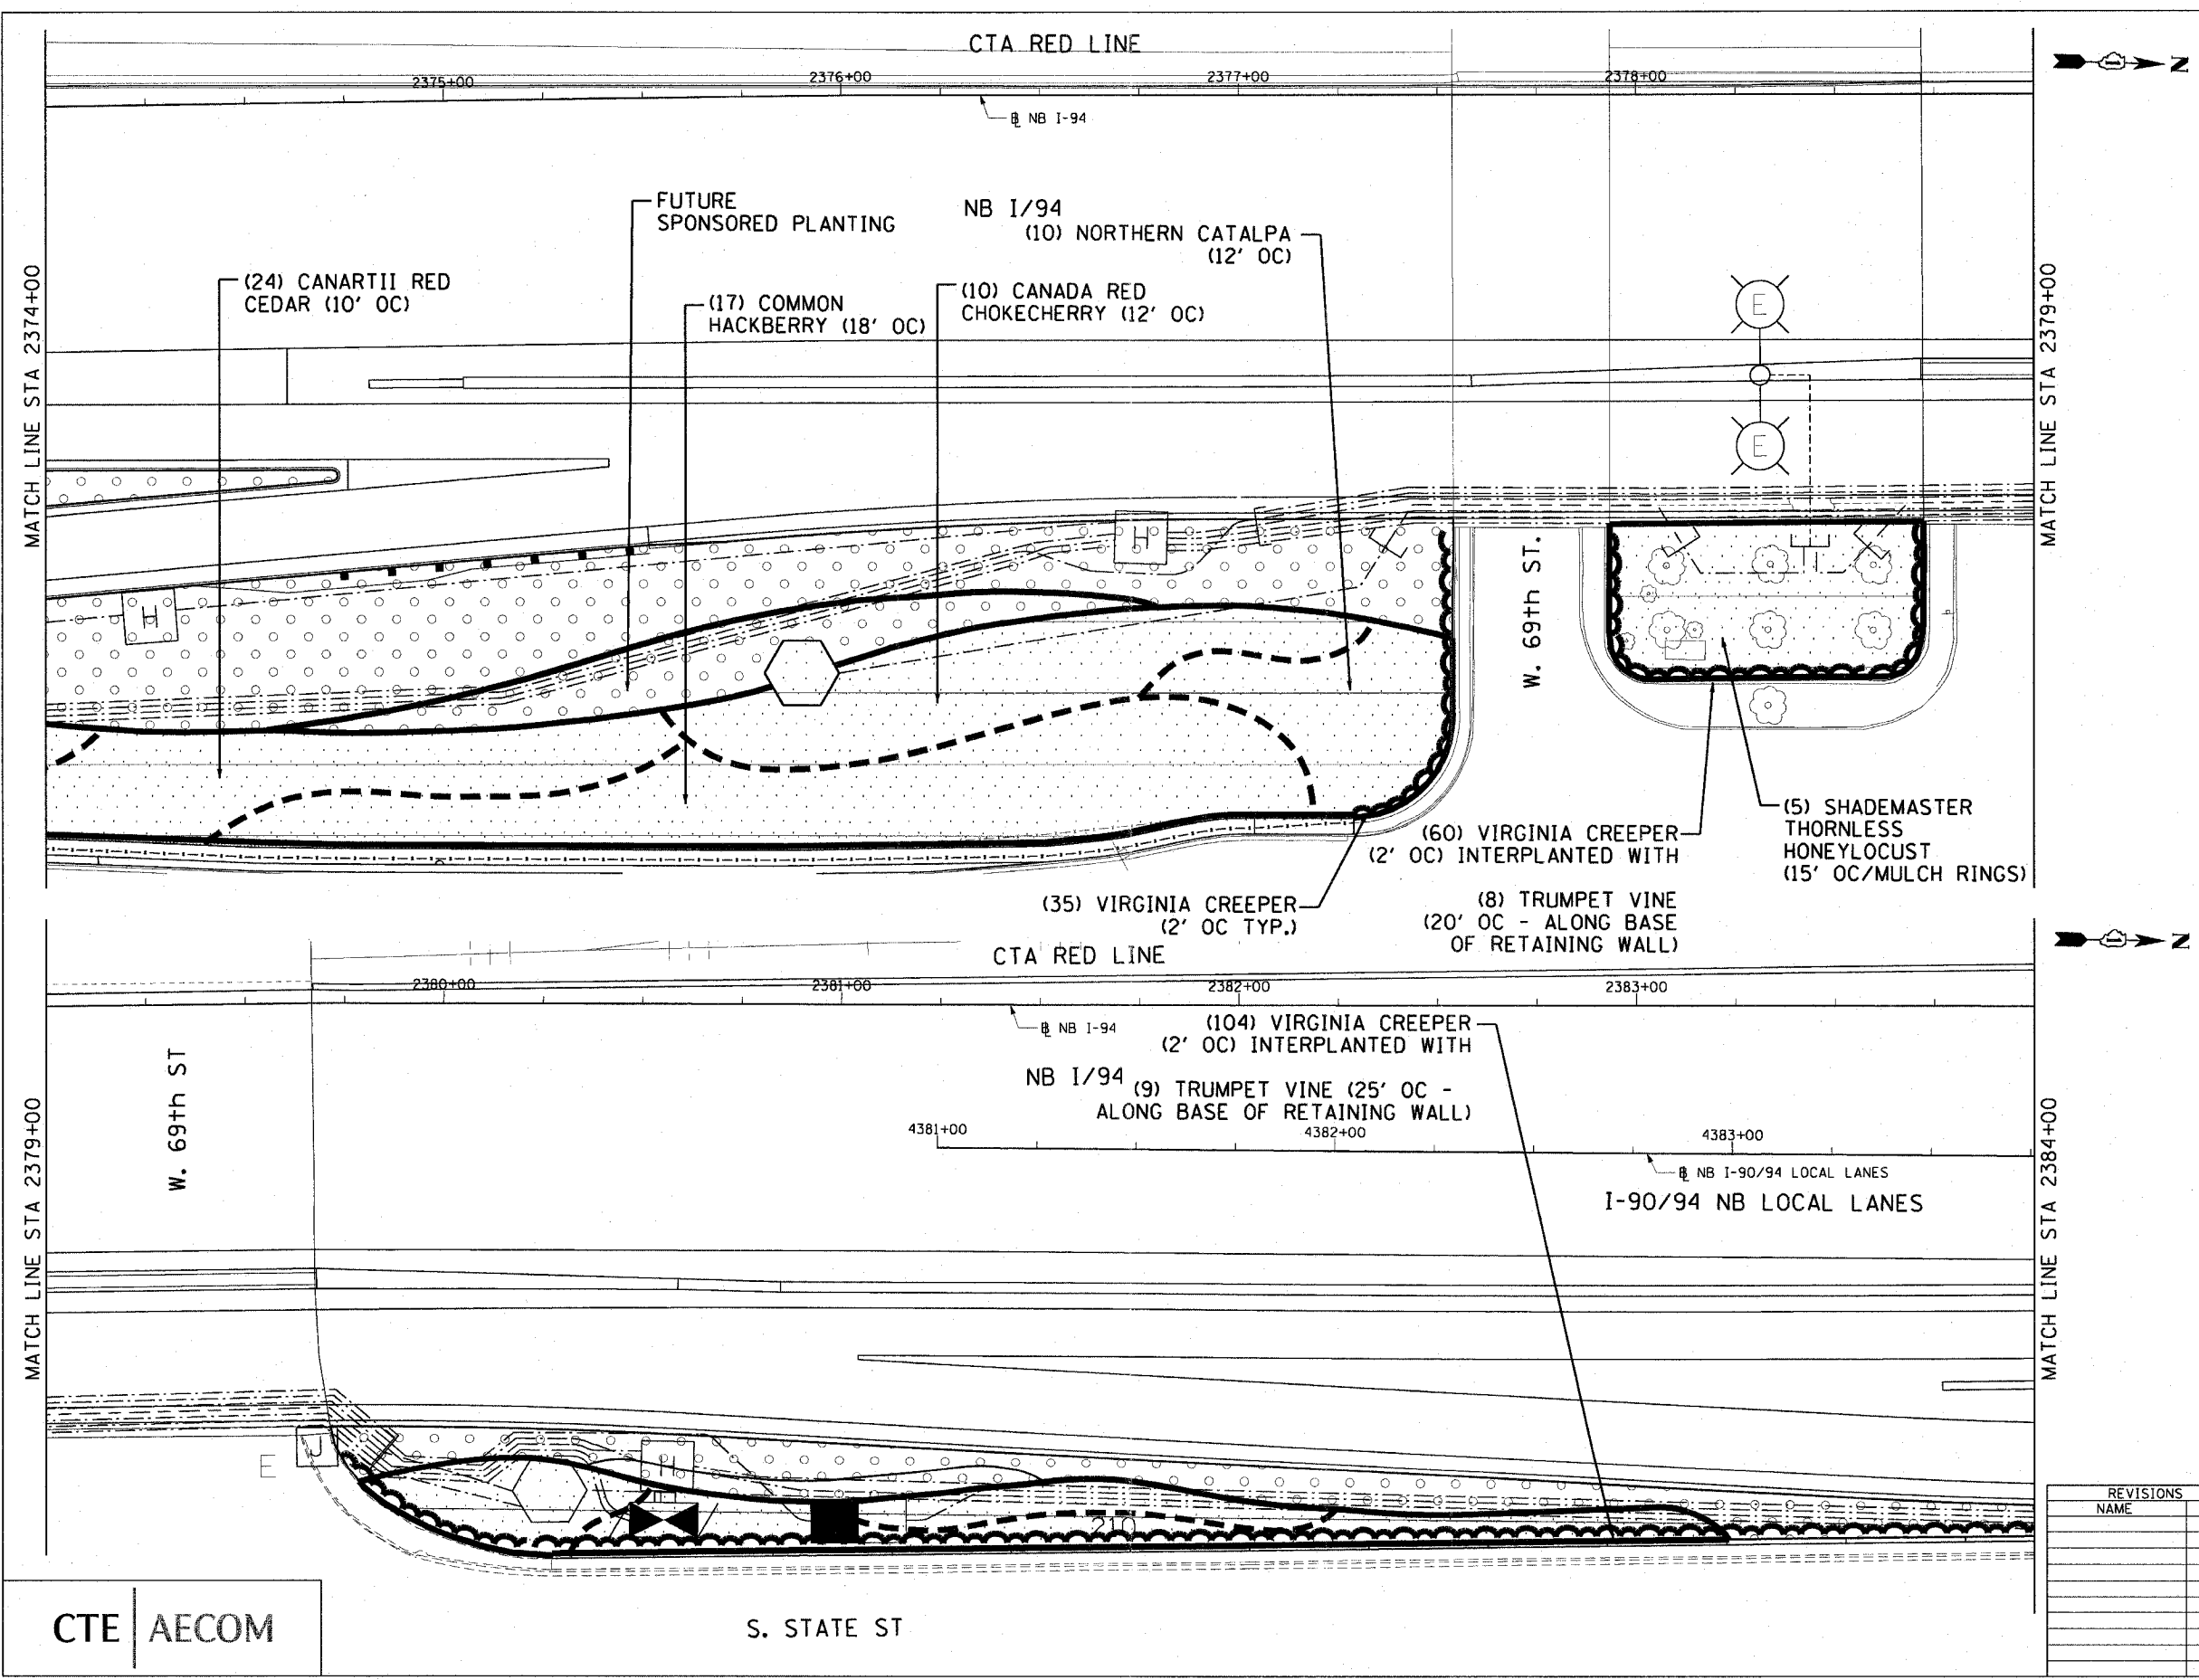 CTA RED LINE
2375+00
2376+00
2377+00
2378+00
N
℄ NB I-94
FUTURE
SPONSORED PLANTING
NB I/94
(10) NORTHERN CATALPA
(12' OC)
(24) CANARTII RED
CEDAR (10' OC)
(17) COMMON
HACKBERRY (18' OC)
(10) CANADA RED
CHOKECHERRY (12' OC)
E
E
MATCH LINE STA 2374+00
MATCH LINE STA 2379+00
H
H
W. 69th ST.
(5) SHADEMASTER
THORNLESS
HONEYLOCUST
(15' OC/MULCH RINGS)
(60) VIRGINIA CREEPER
(2' OC) INTERPLANTED WITH
(8) TRUMPET VINE
(20' OC - ALONG BASE
OF RETAINING WALL)
(35) VIRGINIA CREEPER
(2' OC TYP.)
CTA RED LINE
N
2380+00
2381+00
2382+00
2383+00
℄ NB I-94
(104) VIRGINIA CREEPER
(2' OC) INTERPLANTED WITH
NB I/94
(9) TRUMPET VINE (25' OC -
ALONG BASE OF RETAINING WALL)
W. 69th ST
4381+00
4382+00
4383+00
℄ NB I-90/94 LOCAL LANES
I-90/94 NB LOCAL LANES
MATCH LINE STA 2379+00
MATCH LINE STA 2384+00
E
J
H
210
REVISIONS
NAME
CTE AECOM
S. STATE ST